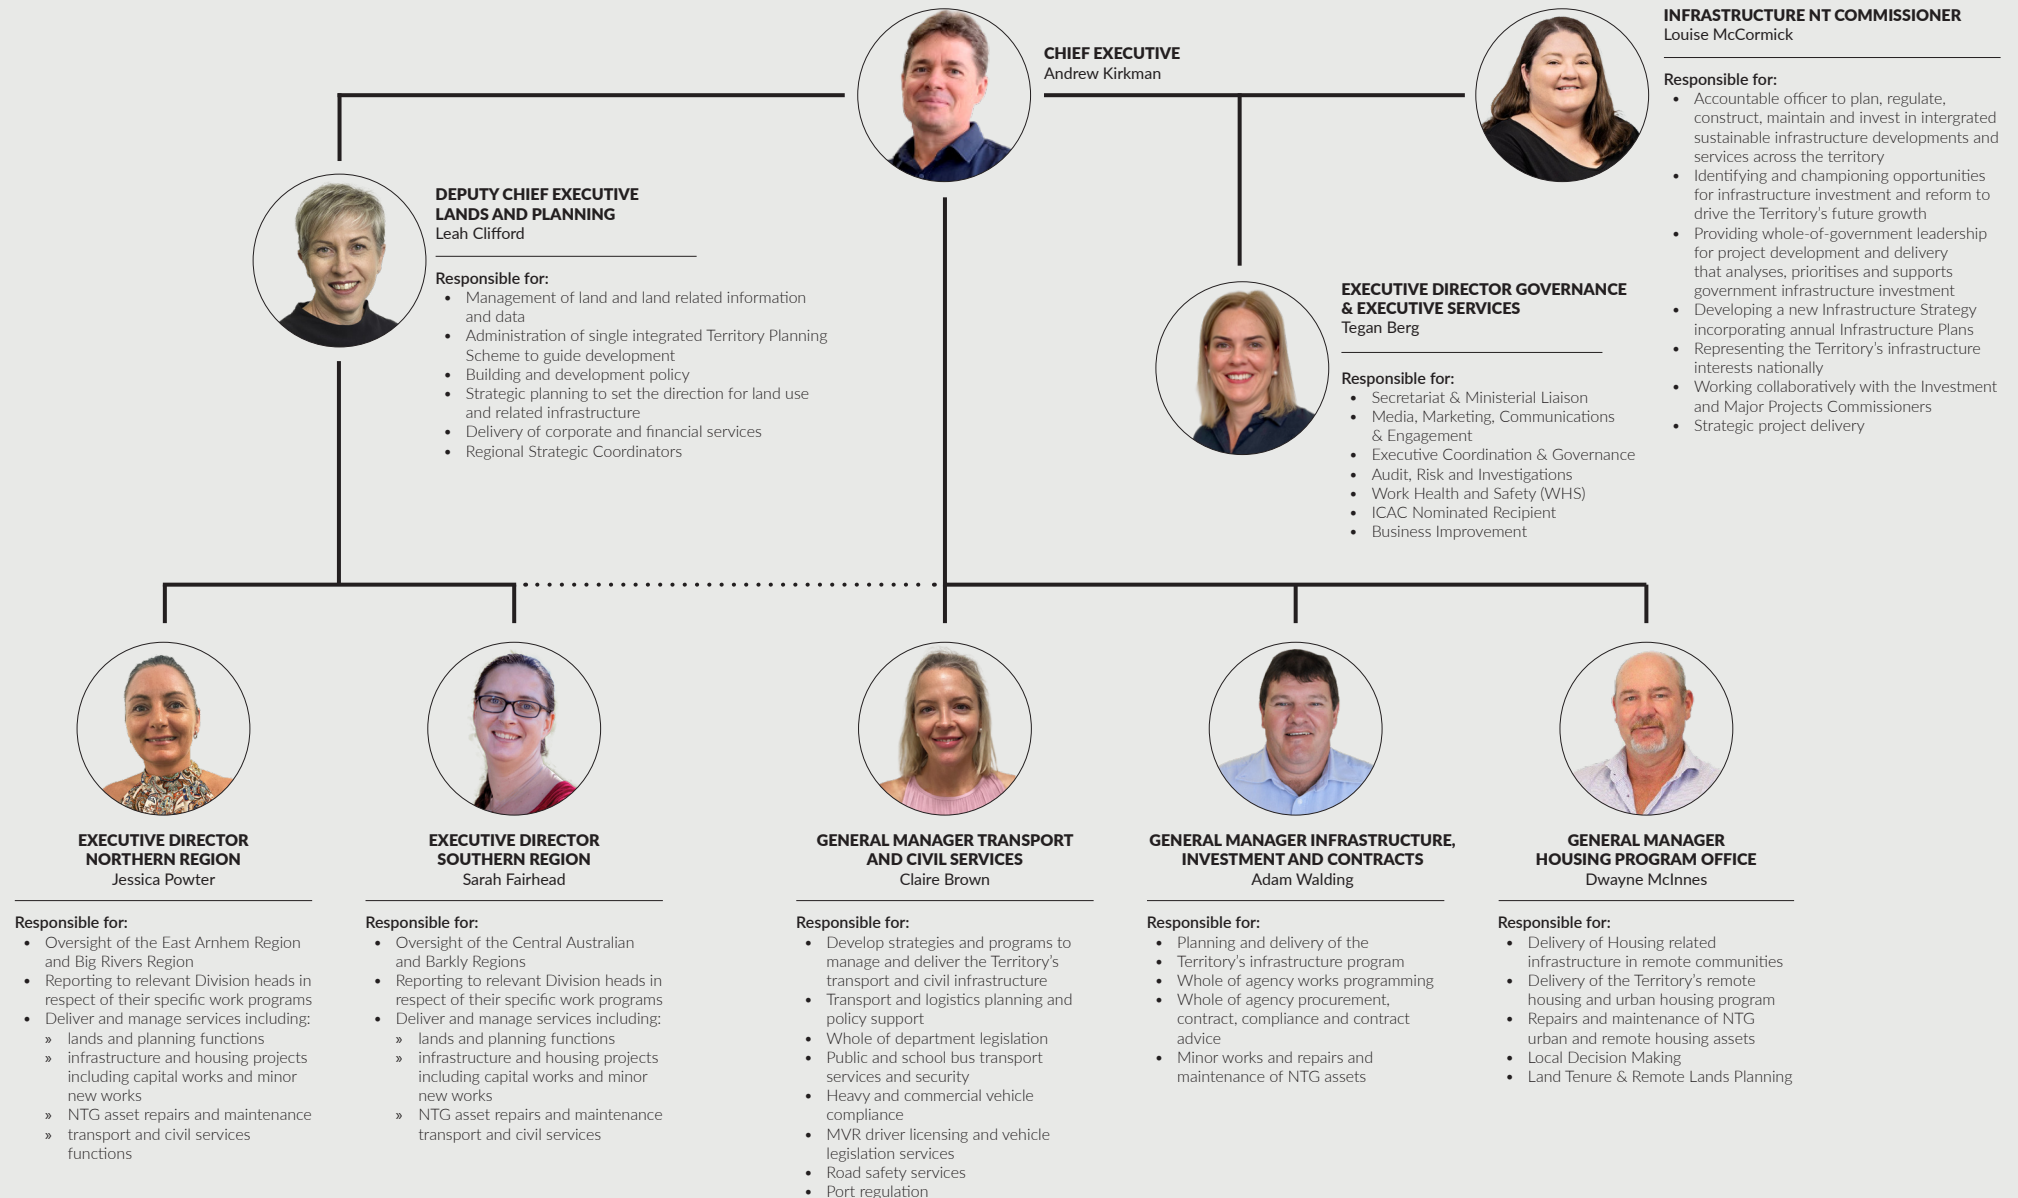 CHIEF EXECUTIVE
Andrew Kirkman
INFRASTRUCTURE NT COMMISSIONER
Louise McCormick
Responsible for:
• Accountable officer to plan, regulate,
construct, maintain and invest in intergrated
sustainable infrastructure developments and
services across the territory
• Identifying and championing opportunities
for infrastructure investment and reform to
drive the Territory's future growth
• Providing whole-of-government leadership
for project development and delivery
that analyses, prioritises and supports
government infrastructure investment
• Developing a new Infrastructure Strategy
incorporating annual Infrastructure Plans
• Representing the Territory's infrastructure
interests nationally
• Working collaboratively with the Investment
and Major Projects Commissioners
• Strategic project delivery
DEPUTY CHIEF EXECUTIVE
LANDS AND PLANNING
Leah Clifford
Responsible for:
• Management of land and land related information
and data
• Administration of single integrated Territory Planning
Scheme to guide development
• Building and development policy
• Strategic planning to set the direction for land use
and related infrastructure
• Delivery of corporate and financial services
• Regional Strategic Coordinators
EXECUTIVE DIRECTOR GOVERNANCE
& EXECUTIVE SERVICES
Tegan Berg
Responsible for:
• Secretariat & Ministerial Liaison
• Media, Marketing, Communications
& Engagement
• Executive Coordination & Governance
• Audit, Risk and Investigations
• Work Health and Safety (WHS)
• ICAC Nominated Recipient
• Business Improvement
EXECUTIVE DIRECTOR
NORTHERN REGION
Jessica Powter
Responsible for:
• Oversight of the East Arnhem Region
and Big Rivers Region
• Reporting to relevant Division heads in
respect of their specific work programs
• Deliver and manage services including:
» lands and planning functions
» infrastructure and housing projects
including capital works and minor
new works
» NTG asset repairs and maintenance
» transport and civil services
functions
EXECUTIVE DIRECTOR
SOUTHERN REGION
Sarah Fairhead
Responsible for:
• Oversight of the Central Australian
and Barkly Regions
• Reporting to relevant Division heads in
respect of their specific work programs
• Deliver and manage services including:
» lands and planning functions
» infrastructure and housing projects
including capital works and minor
new works
» NTG asset repairs and maintenance
transport and civil services
GENERAL MANAGER TRANSPORT
AND CIVIL SERVICES
Claire Brown
Responsible for:
• Develop strategies and programs to
manage and deliver the Territory's
transport and civil infrastructure
• Transport and logistics planning and
policy support
• Whole of department legislation
• Public and school bus transport
services and security
• Heavy and commercial vehicle
compliance
• MVR driver licensing and vehicle
legislation services
• Road safety services
• Port regulation
GENERAL MANAGER INFRASTRUCTURE,
INVESTMENT AND CONTRACTS
Adam Walding
Responsible for:
• Planning and delivery of the
• Territory's infrastructure program
• Whole of agency works programming
• Whole of agency procurement,
contract, compliance and contract
advice
• Minor works and repairs and
maintenance of NTG assets
GENERAL MANAGER
HOUSING PROGRAM OFFICE
Dwayne McInnes
Responsible for:
• Delivery of Housing related
infrastructure in remote communities
• Delivery of the Territory's remote
housing and urban housing program
• Repairs and maintenance of NTG
urban and remote housing assets
• Local Decision Making
• Land Tenure & Remote Lands Planning